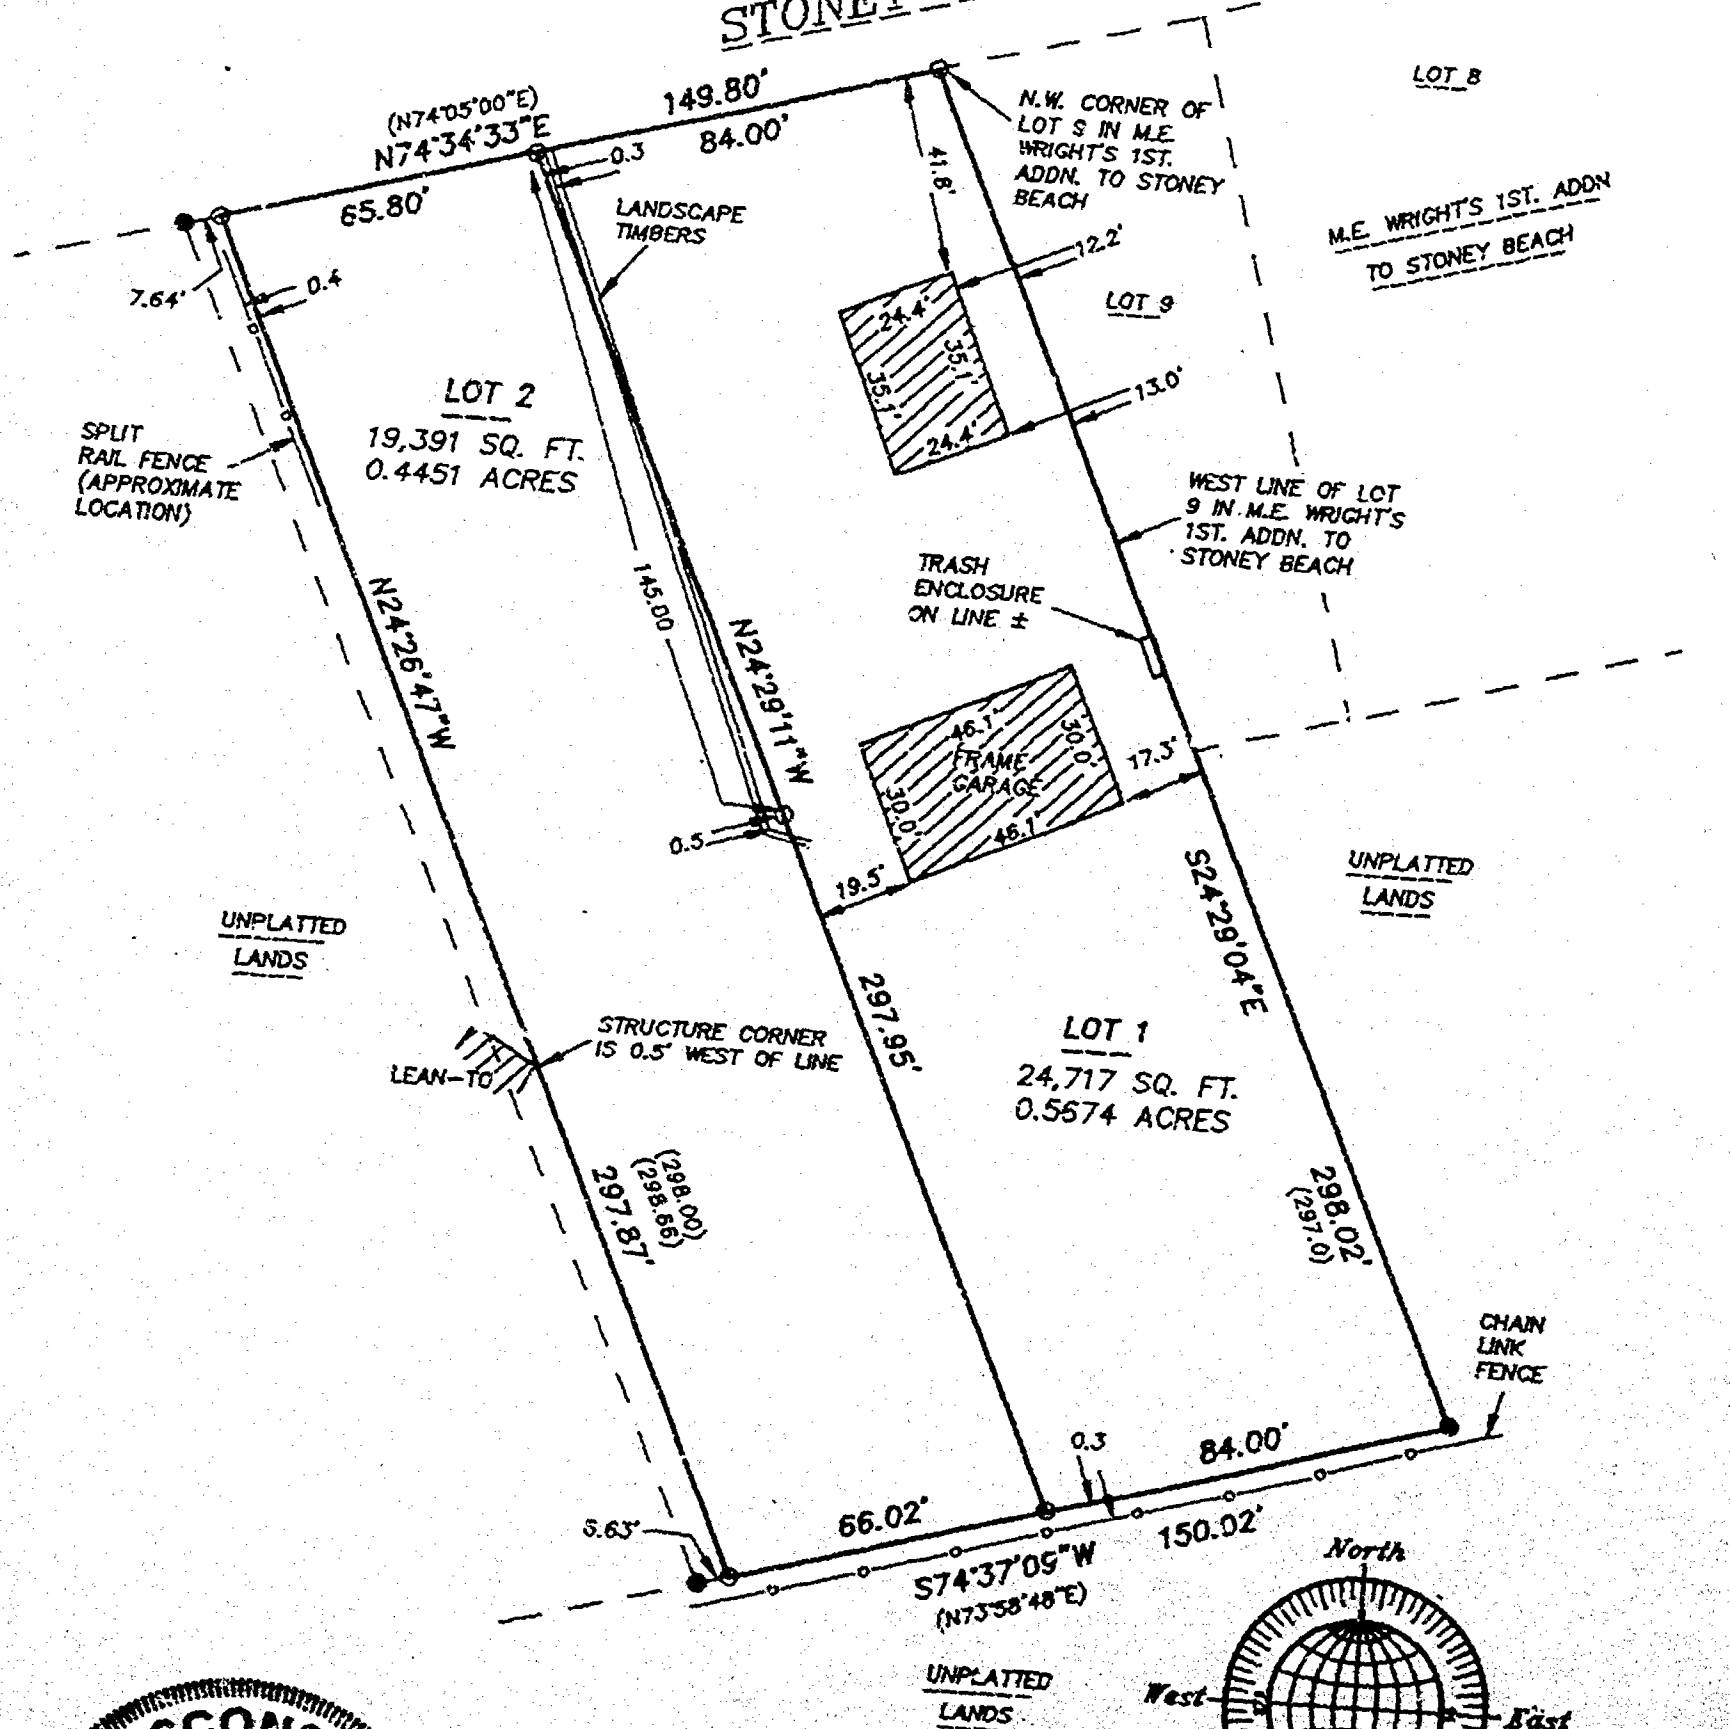 STONEY
(N74°05'00"E)
N74°34'33"E
149.80'
84.00'
65.80'
0.3
LANDSCAPE
TIMBERS
41.8'
N.W. CORNER OF
LOT 9 IN M.E.
WRIGHT'S 1ST.
ADDN. TO STONEY
BEACH
LOT 8
M.E. WRIGHT'S 1ST. ADDN
TO STONEY BEACH
12.2'
LOT 9
7.64'
0.4
24.4'
35.1'
35.1'
24.4'
13.0'
LOT 2
19,391 SQ. FT.
0.4451 ACRES
SPLIT
RAIL FENCE
(APPROXIMATE
LOCATION)
WEST LINE OF LOT
9 IN M.E. WRIGHT'S
1ST. ADDN. TO
STONEY BEACH
TRASH
ENCLOSURE
ON LINE ±
145.00
N24°26'47"W
N24°29'11"W
46.1'
30.0'
FRAME
GARAGE
30.0'
46.1'
17.3'
0.5
19.5'
S24°29'04"E
UNPLATTED
LANDS
UNPLATTED
LANDS
297.95'
STRUCTURE CORNER
IS 0.5' WEST OF LINE
LEAN-TO
LOT 1
24,717 SQ. FT.
0.5674 ACRES
(298.00)
(298.66)
297.87'
298.02'
(297.0)
CHAIN
LINK
FENCE
0.3
84.00'
66.02'
150.02'
S74°37'09"W
(N73°58'48"E)
North
UNPLATTED
LANDS
West
East